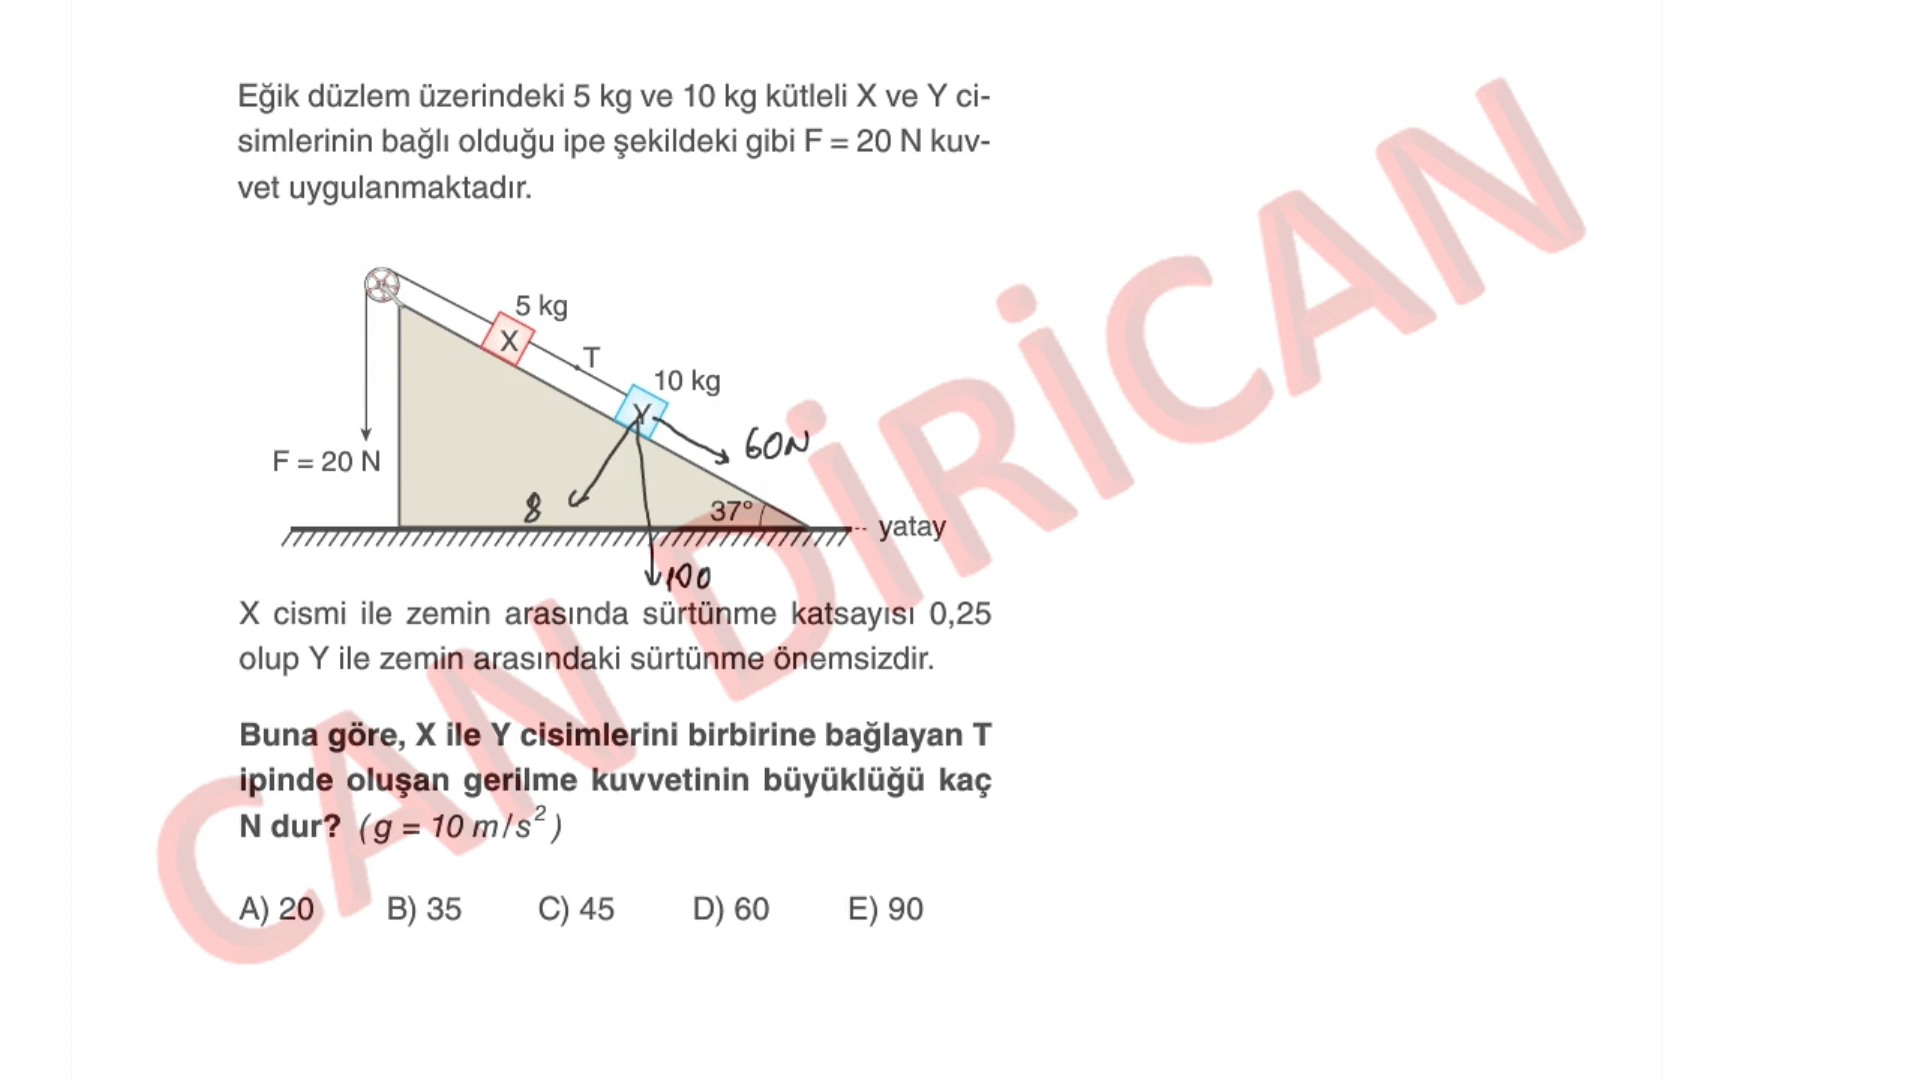 Eğik düzlem üzerindeki 5 kg ve 10 kg kütleli X ve Y ci-
simlerinin bağlı olduğu ipe şekildeki gibi F = 20 N kuv-
vet uygulanmaktadır.
5 kg
X
T
10 kg
Y
60N
F = 20 N
8
37°
yatay
100
X cismi ile zemin arasında sürtünme katsayısı 0,25
olup Y ile zemin arasındaki sürtünme önemsizdir.
Buna göre, X ile Y cisimlerini birbirine bağlayan T
ipinde oluşan gerilme kuvvetinin büyüklüğü kaç
N dur? (g = 10 m/s²)
A) 20 B) 35 C) 45 D) 60 E) 90
CAN DİRİCAN